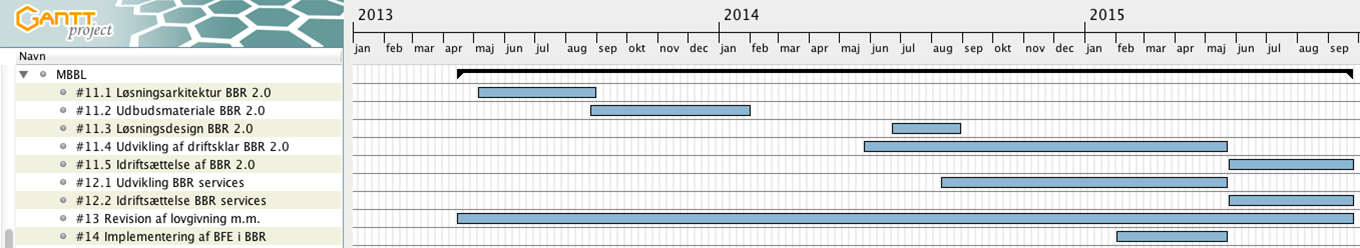 GANTT
project
2013 2014 2015
jan feb mar apr maj jun jul aug sep okt nov dec jan feb mar apr maj jun jul aug sep okt nov dec jan feb mar apr maj jun jul aug sep
Navn
MBBL
#11.1 Løsningsarkitektur BBR 2.0
#11.2 Udbudsmateriale BBR 2.0
#11.3 Løsningsdesign BBR 2.0
#11.4 Udvikling af driftsklar BBR 2.0
#11.5 Idriftsættelse af BBR 2.0
#12.1 Udvikling BBR services
#12.2 Idriftsættelse BBR services
#13 Revision af lovgivning m.m.
#14 Implementering af BFE i BBR